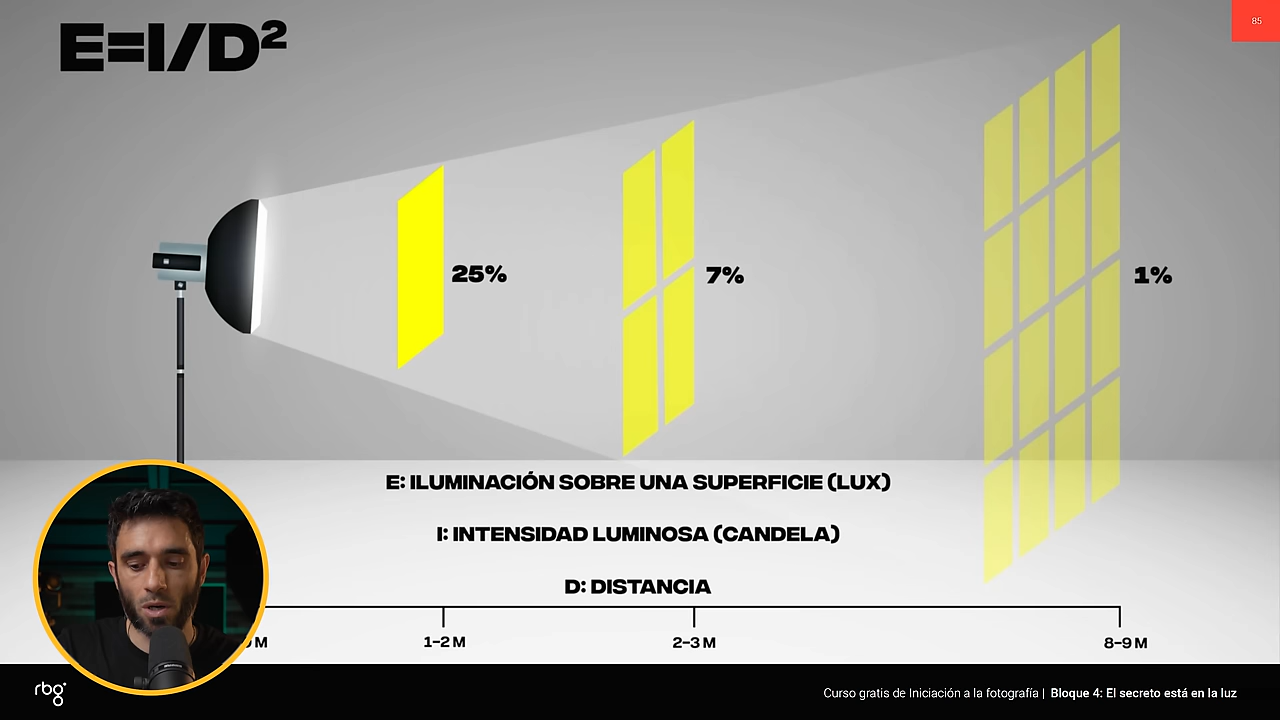 E=I/D²
85
25%
7%
1%
E: ILUMINACIÓN SOBRE UNA SUPERFICIE (LUX)
I: INTENSIDAD LUMINOSA (CANDELA)
D: DISTANCIA
M
1-2 M
2-3 M
8-9 M
rbg
Curso gratis de Iniciación a la fotografía | Bloque 4: El secreto está en la luz